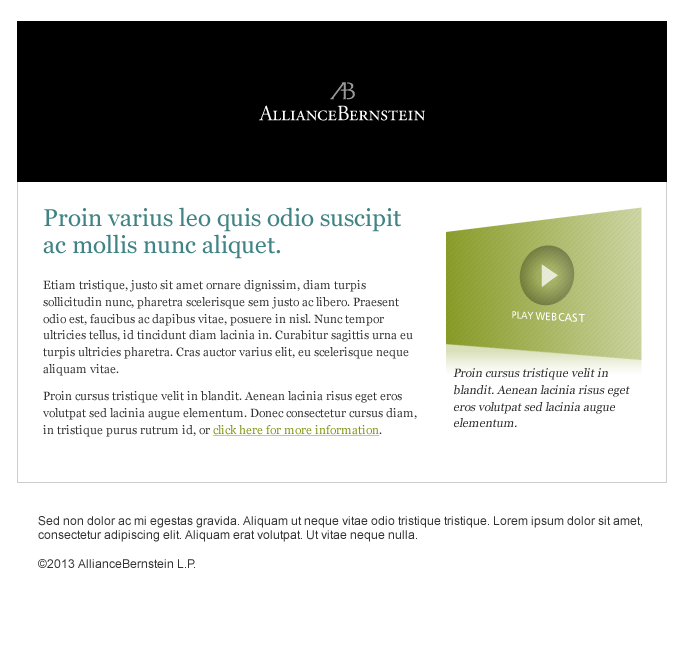 AB
ALLIANCEBERNSTEIN
Proin varius leo quis odio suscipit
ac mollis nunc aliquet.
Etiam tristique, justo sit amet ornare dignissim, diam turpis
sollicitudin nunc, pharetra scelerisque sem justo ac libero. Praesent
odio est, faucibus ac dapibus vitae, posuere in nisl. Nunc tempor
ultricies tellus, id tincidunt diam lacinia in. Curabitur sagittis urna eu
turpis ultricies pharetra. Cras auctor varius elit, eu scelerisque neque
aliquam vitae.
Proin cursus tristique velit in blandit. Aenean lacinia risus eget eros
volutpat sed lacinia augue elementum. Donec consectetur cursus diam,
in tristique purus rutrum id, or click here for more information.
PLAY WEBCAST
Proin cursus tristique velit in
blandit. Aenean lacinia risus eget
eros volutpat sed lacinia augue
elementum.
Sed non dolor ac mi egestas gravida. Aliquam ut neque vitae odio tristique tristique. Lorem ipsum dolor sit amet,
consectetur adipiscing elit. Aliquam erat volutpat. Ut vitae neque nulla.
©2013 AllianceBernstein L.P.